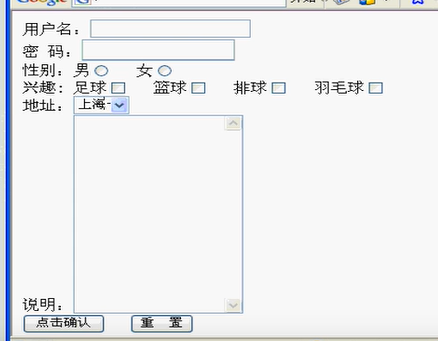 Google
用户名：
密 码：
性别：男 女
兴趣：足球 篮球 排球 羽毛球
地址：上海
说明：
点击确认 重 置